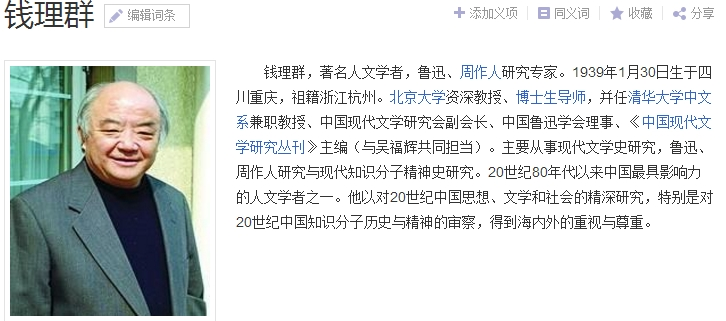 钱理群 编辑词条 添加义项 同义词 收藏 分享
钱理群，著名人文学者，鲁迅、周作人研究专家。1939年1月30日生于四
川重庆，祖籍浙江杭州。北京大学资深教授、博士生导师，并任清华大学中文
系兼职教授、中国现代文学研究会副会长、中国鲁迅学会理事、《中国现代文
学研究丛刊》主编（与吴福辉共同担当）。主要从事现代文学史研究，鲁迅、
周作人研究与现代知识分子精神史研究。20世纪80年代以来中国最具影响力
的人文学者之一。他以对20世纪中国思想、文学和社会的精深研究，特别是对
20世纪中国知识分子历史与精神的审察，得到海内外的重视与尊重。